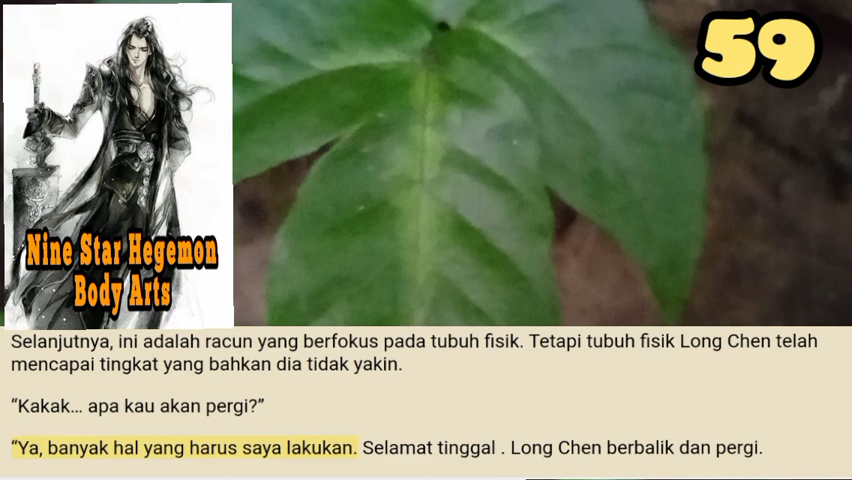 59
Nine Star Hegemon
Body Arts
Selanjutnya, ini adalah racun yang berfokus pada tubuh fisik. Tetapi tubuh fisik Long Chen telah
mencapai tingkat yang bahkan dia tidak yakin.
“Kakak... apa kau akan pergi?”
“Ya, banyak hal yang harus saya lakukan. Selamat tinggal . Long Chen berbalik dan pergi.